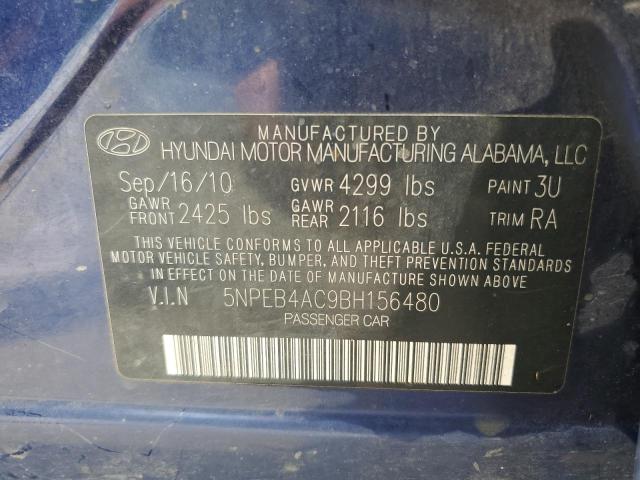 MANUFACTURED BY
HYUNDAI MOTOR MANUFACTURING ALABAMA, LLC
Sep/16/10 GVWR 4299 lbs PAINT 3U
GAWR FRONT 2425 lbs GAWR REAR 2116 lbs TRIM RA
THIS VEHICLE CONFORMS TO ALL APPLICABLE U.S.A. FEDERAL
MOTOR VEHICLE SAFETY, BUMPER, AND THEFT PREVENTION
STANDARDS IN EFFECT ON THE DATE OF MANUFACTURE SHOWN ABOVE.
V.I.N 5NPEB4AC9BH156480
PASSENGER CAR